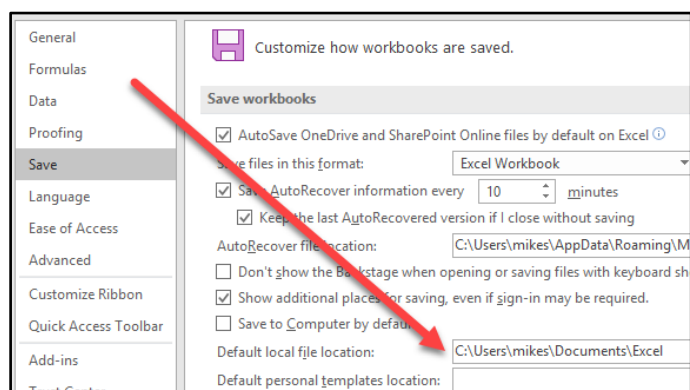 General
Formulas
Data
Proofing
Save
Language
Ease of Access
Advanced
Customize Ribbon
Quick Access Toolbar
Add-ins
Customize how workbooks are saved.
Save workbooks
AutoSave OneDrive and SharePoint Online files by default on Excel
files in this format: Excel Workbook
Save AutoRecover information every 10 minutes
Keep the last AutoRecovered version if I close without saving
AutoRecover file location: C:\Users\mikes\AppData\Roaming\M
Don't show the Backstage when opening or saving files with keyboard sh
Show additional places for saving, even if sign-in may be required.
Save to Computer by default
Default local file location: C:\Users\mikes\Documents\Excel
Default personal templates location: